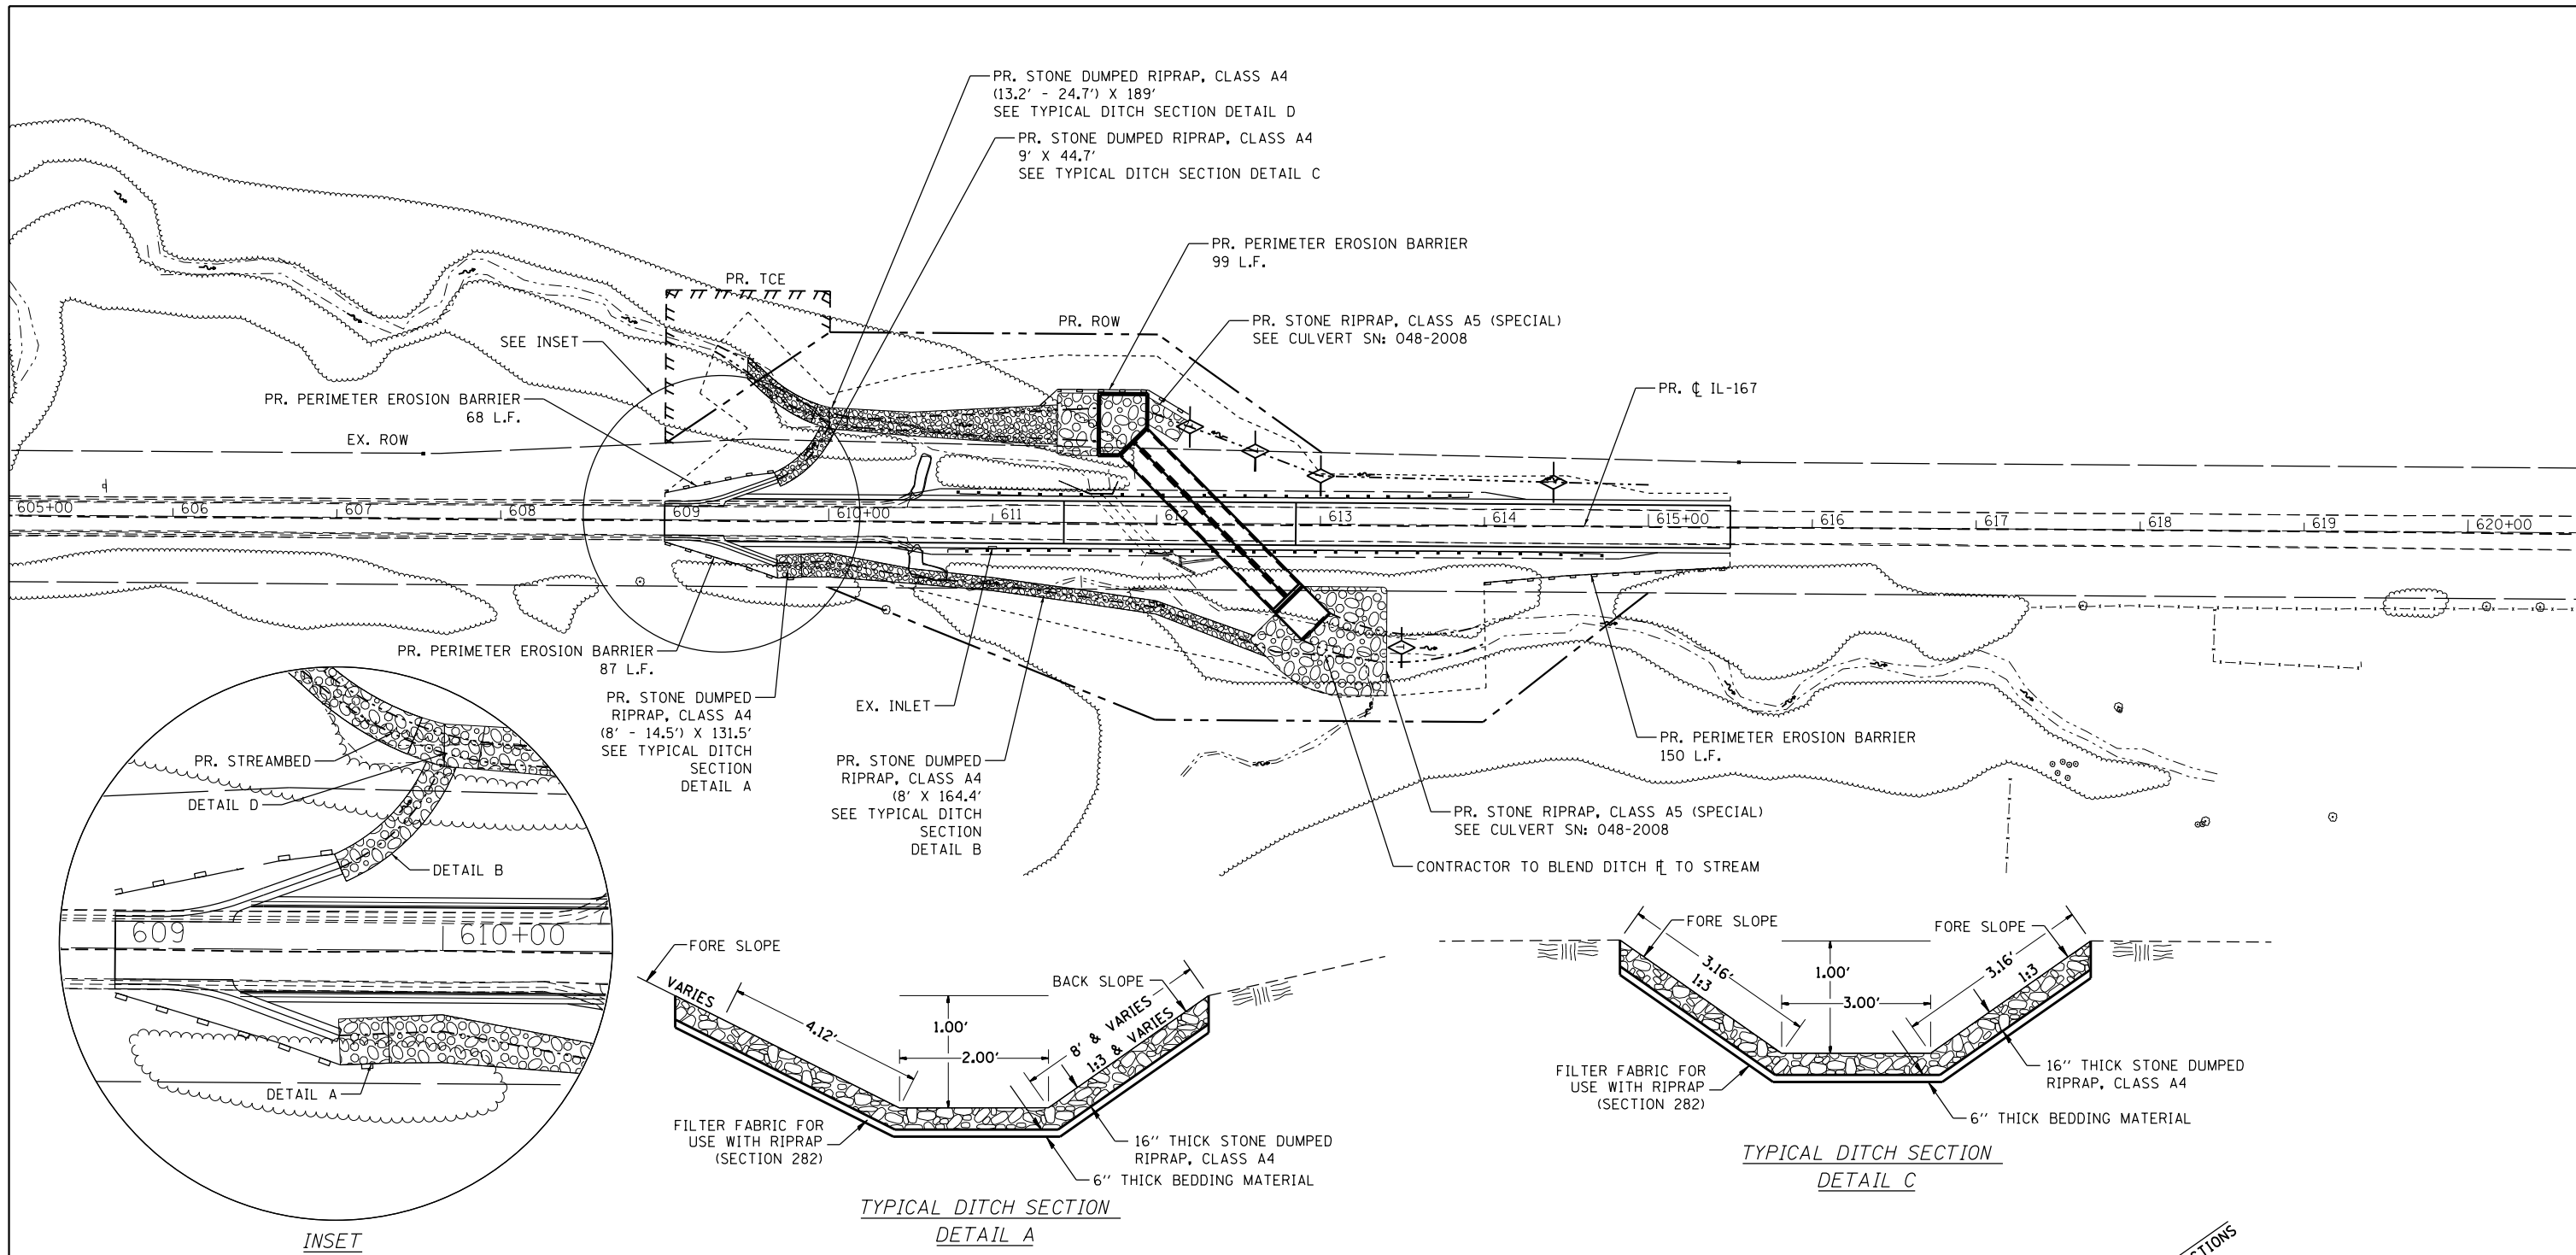 PR. STONE DUMPED RIPRAP, CLASS A4
(13.2' - 24.7') X 189'
SEE TYPICAL DITCH SECTION DETAIL D
PR. STONE DUMPED RIPRAP, CLASS A4
9' X 44.7'
SEE TYPICAL DITCH SECTION DETAIL C
PR. PERIMETER EROSION BARRIER
99 L.F.
PR. TCE
PR. ROW
PR. STONE RIPRAP, CLASS A5 (SPECIAL)
SEE CULVERT SN: 048-2008
SEE INSET
PR. PERIMETER EROSION BARRIER
68 L.F.
EX. ROW
PR. ℄ IL-167
605+00
606
607
608
609
610+00
611
612
613
614
615+00
616
617
618
619
620+00
PR. PERIMETER EROSION BARRIER
87 L.F.
PR. STONE DUMPED
RIPRAP, CLASS A4
(8' - 14.5') X 131.5'
SEE TYPICAL DITCH
SECTION
DETAIL A
EX. INLET
PR. STONE DUMPED
RIPRAP, CLASS A4
(8' X 164.4'
SEE TYPICAL DITCH
SECTION
DETAIL B
PR. PERIMETER EROSION BARRIER
150 L.F.
PR. STONE RIPRAP, CLASS A5 (SPECIAL)
SEE CULVERT SN: 048-2008
CONTRACTOR TO BLEND DITCH FL TO STREAM
PR. STREAMBED
DETAIL D
DETAIL B
609
610+00
DETAIL A
INSET
FORE SLOPE
VARIES
4.12'
1.00'
2.00'
BACK SLOPE
8' & VARIES
1:3 & VARIES
FILTER FABRIC FOR
USE WITH RIPRAP
(SECTION 282)
16" THICK STONE DUMPED
RIPRAP, CLASS A4
6" THICK BEDDING MATERIAL
TYPICAL DITCH SECTION
DETAIL A
FORE SLOPE
FORE SLOPE
3.16'
1:3
1.00'
3.00'
3.16'
1:3
FILTER FABRIC FOR
USE WITH RIPRAP
(SECTION 282)
16" THICK STONE DUMPED
RIPRAP, CLASS A4
6" THICK BEDDING MATERIAL
TYPICAL DITCH SECTION
DETAIL C